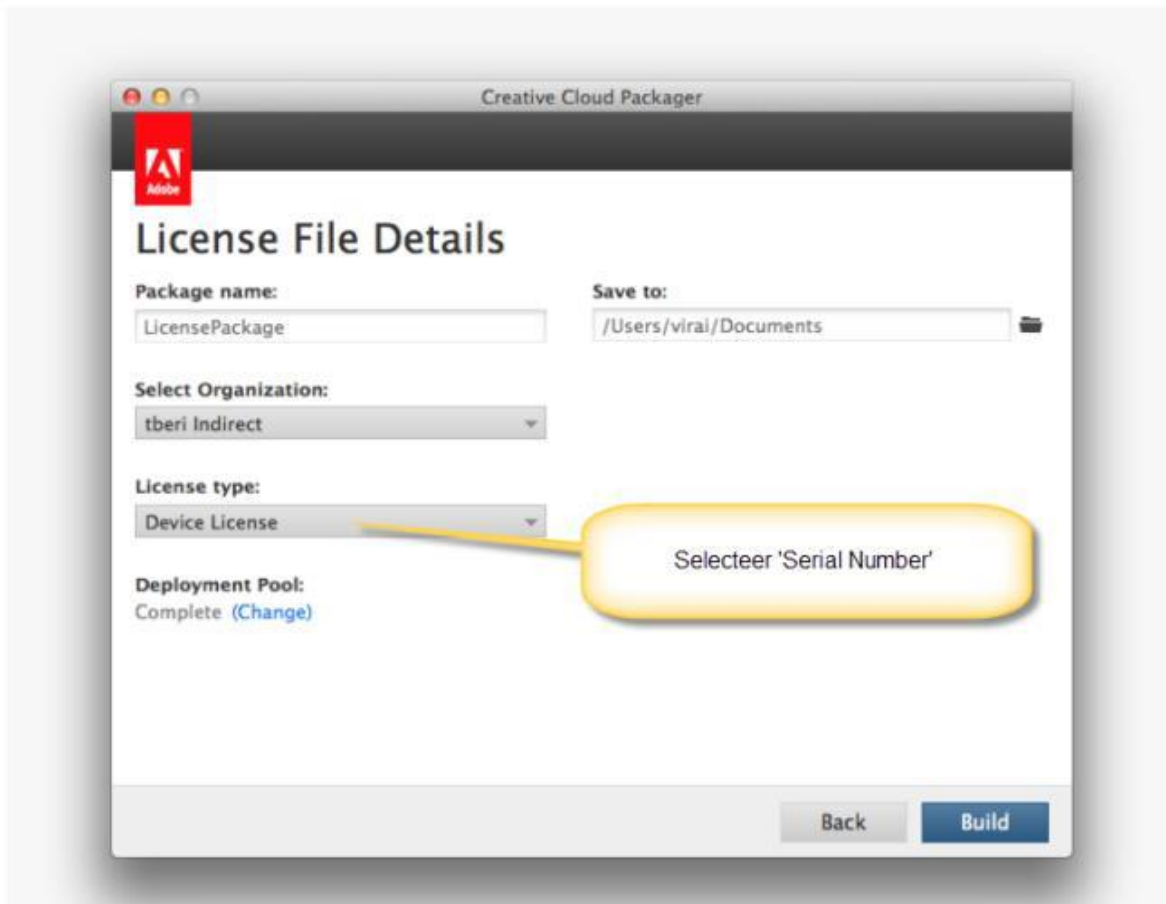 Creative Cloud Packager
Adobe
License File Details
Package name:
LicensePackage
Save to:
/Users/virai/Documents
Select Organization:
tberi Indirect
License type:
Device License
Selecteer 'Serial Number'
Deployment Pool:
Complete (Change)
Back
Build